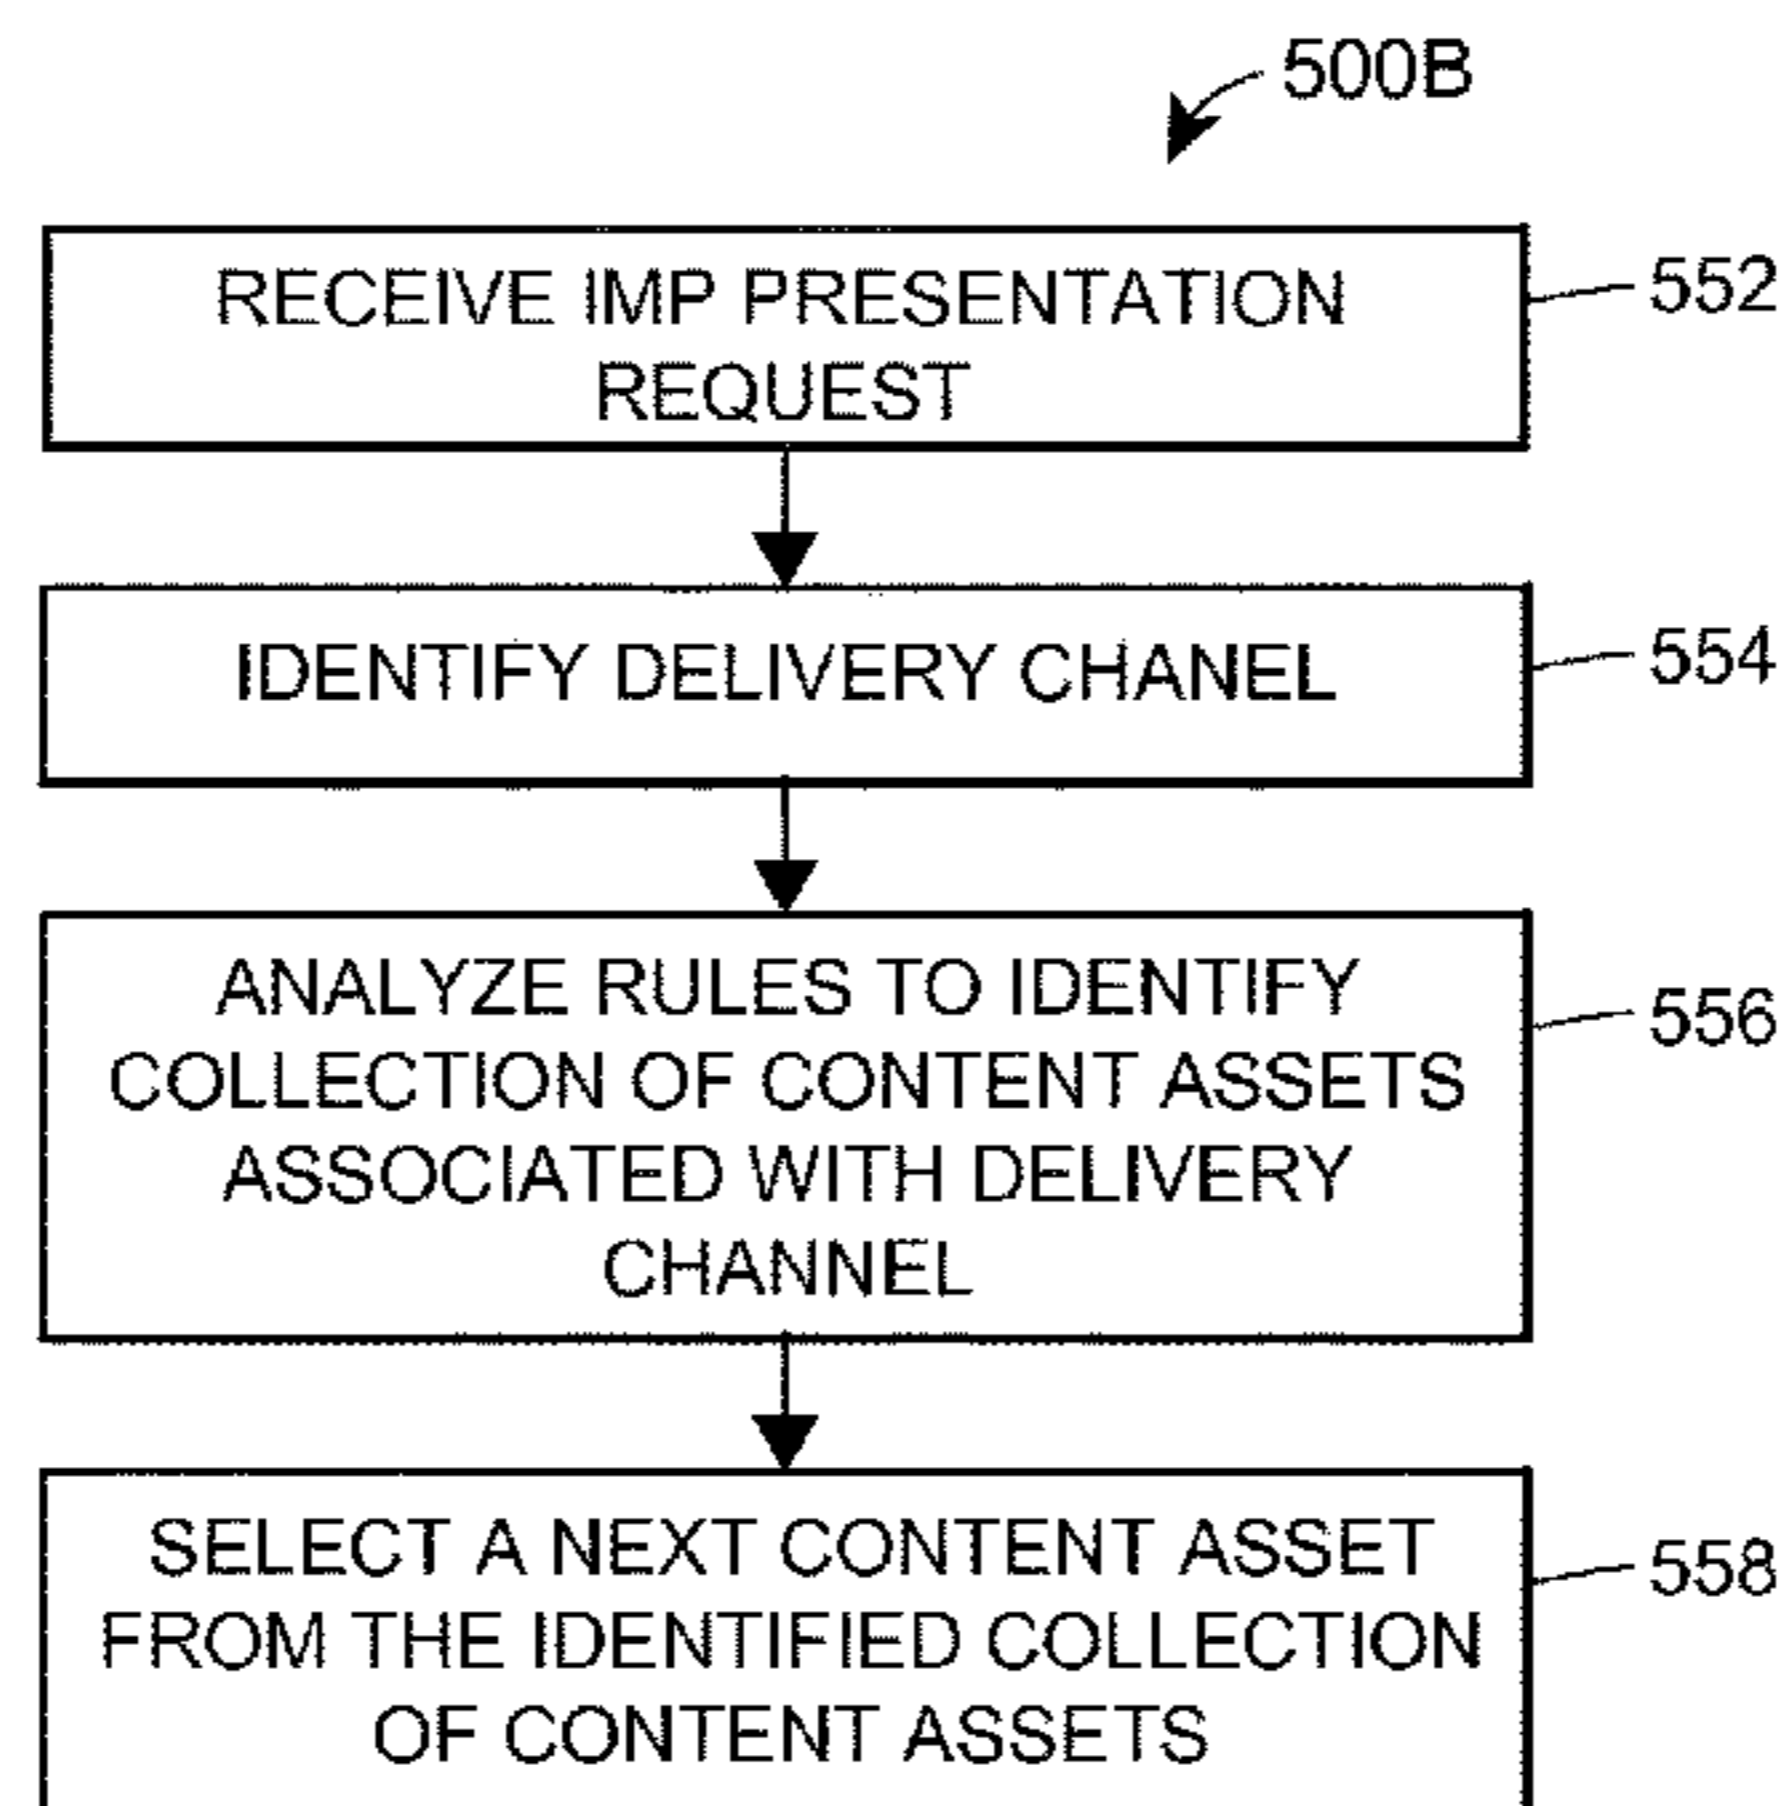 500B
RECEIVE IMP PRESENTATION
REQUEST
552
IDENTIFY DELIVERY CHANEL
554
ANALYZE RULES TO IDENTIFY
COLLECTION OF CONTENT ASSETS
ASSOCIATED WITH DELIVERY
CHANNEL
556
SELECT A NEXT CONTENT ASSET
FROM THE IDENTIFIED COLLECTION
OF CONTENT ASSETS
558